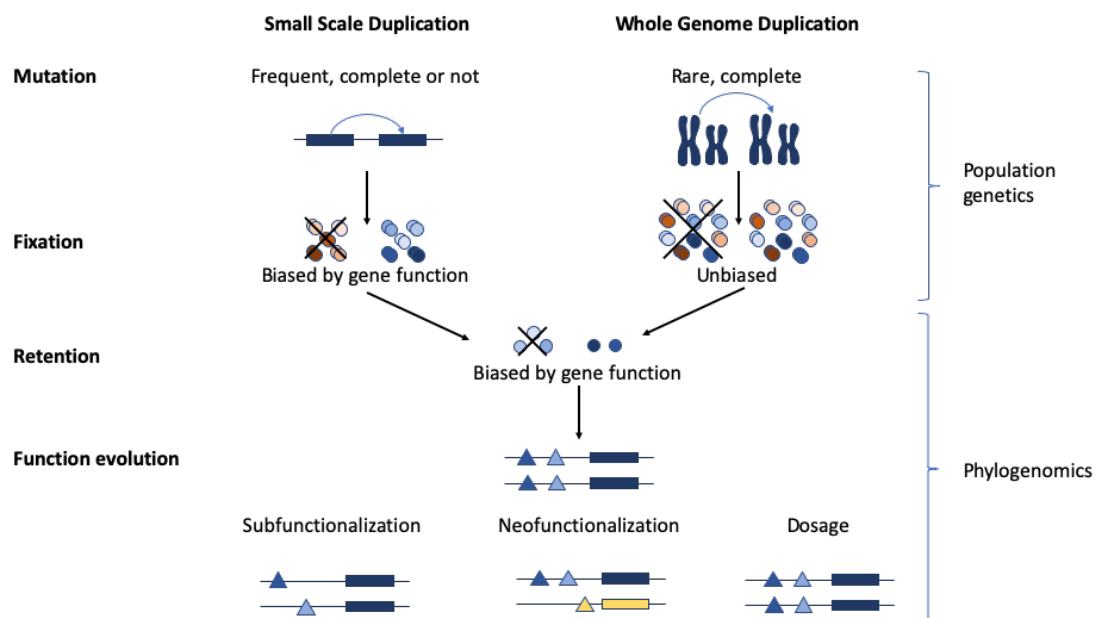 Small Scale Duplication
Whole Genome Duplication
Mutation
Frequent, complete or not
Rare, complete
Population
genetics
Fixation
Biased by gene function
Unbiased
Retention
Biased by gene function
Function evolution
Phylogenomics
Subfunctionalization
Neofunctionalization
Dosage